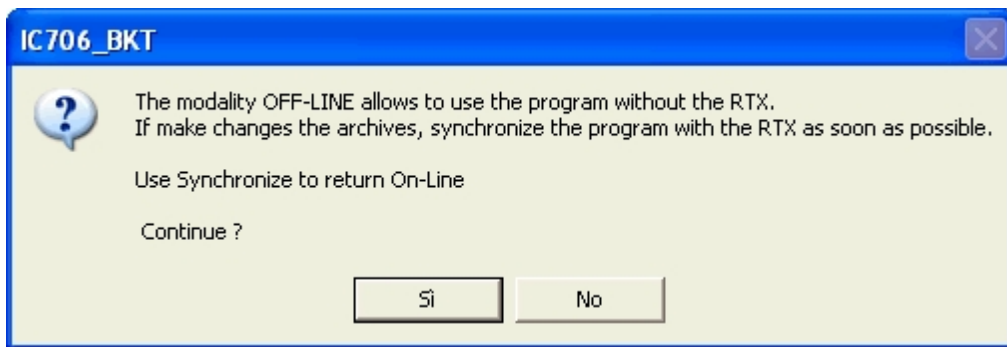 IC706_BKT
The modality OFF-LINE allows to use the program without the RTX.
If make changes the archives, synchronize the program with the RTX as soon as possible.
Use Synchronize to return On-Line
Continue ?
Sì
No